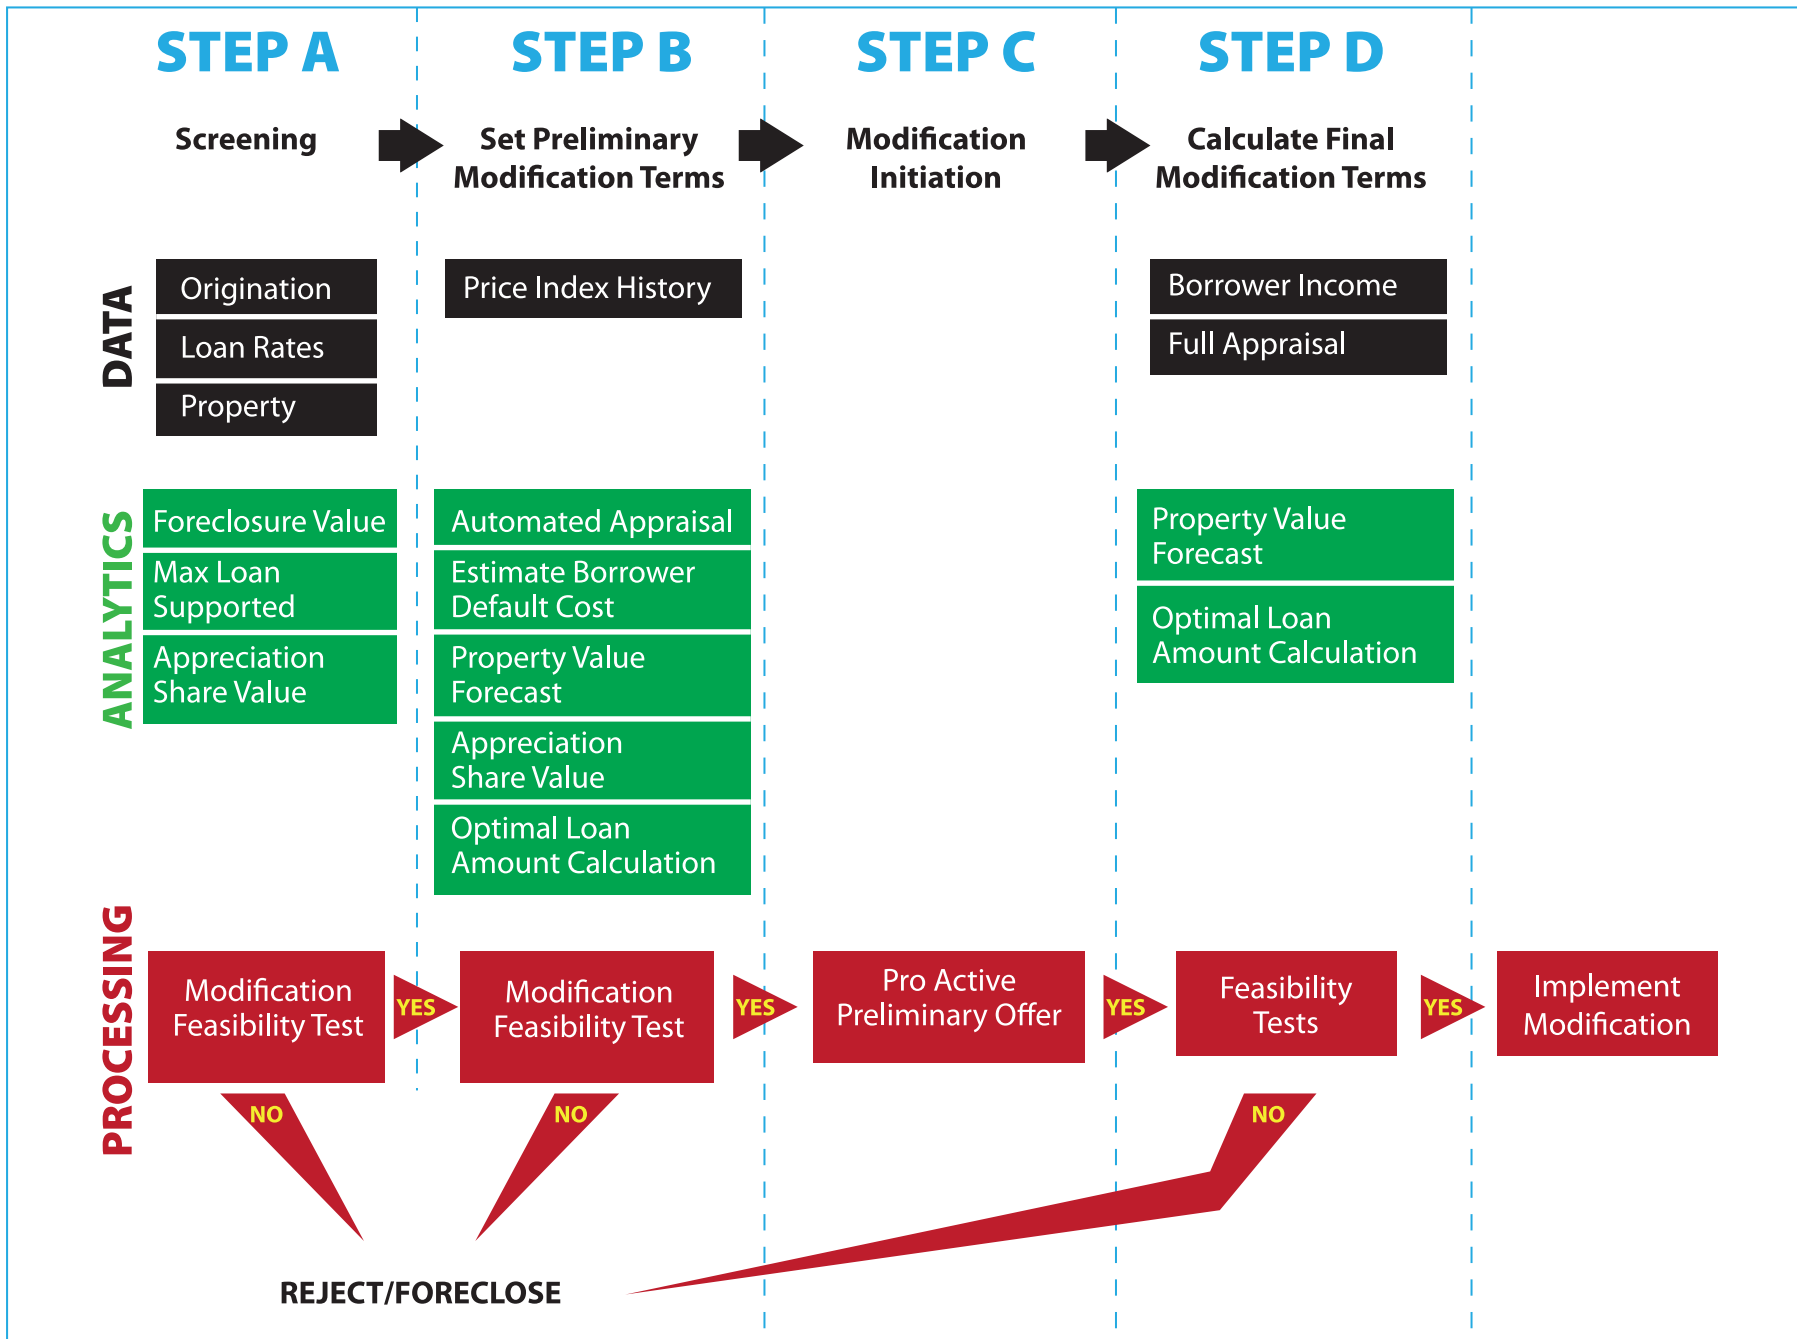 STEP A
STEP B
STEP C
STEP D
Screening
Set Preliminary
Modification Terms
Modification
Initiation
Calculate Final
Modification Terms
DATA
Origination
Loan Rates
Property
Price Index History
Borrower Income
Full Appraisal
ANALYTICS
Foreclosure Value
Max Loan
Supported
Appreciation
Share Value
Automated Appraisal
Estimate Borrower
Default Cost
Property Value
Forecast
Appreciation
Share Value
Optimal Loan
Amount Calculation
Property Value
Forecast
Optimal Loan
Amount Calculation
PROCESSING
Modification
Feasibility Test
YES
Modification
Feasibility Test
YES
Pro Active
Preliminary Offer
YES
Feasibility
Tests
YES
Implement
Modification
NO
NO
NO
REJECT/FORECLOSE